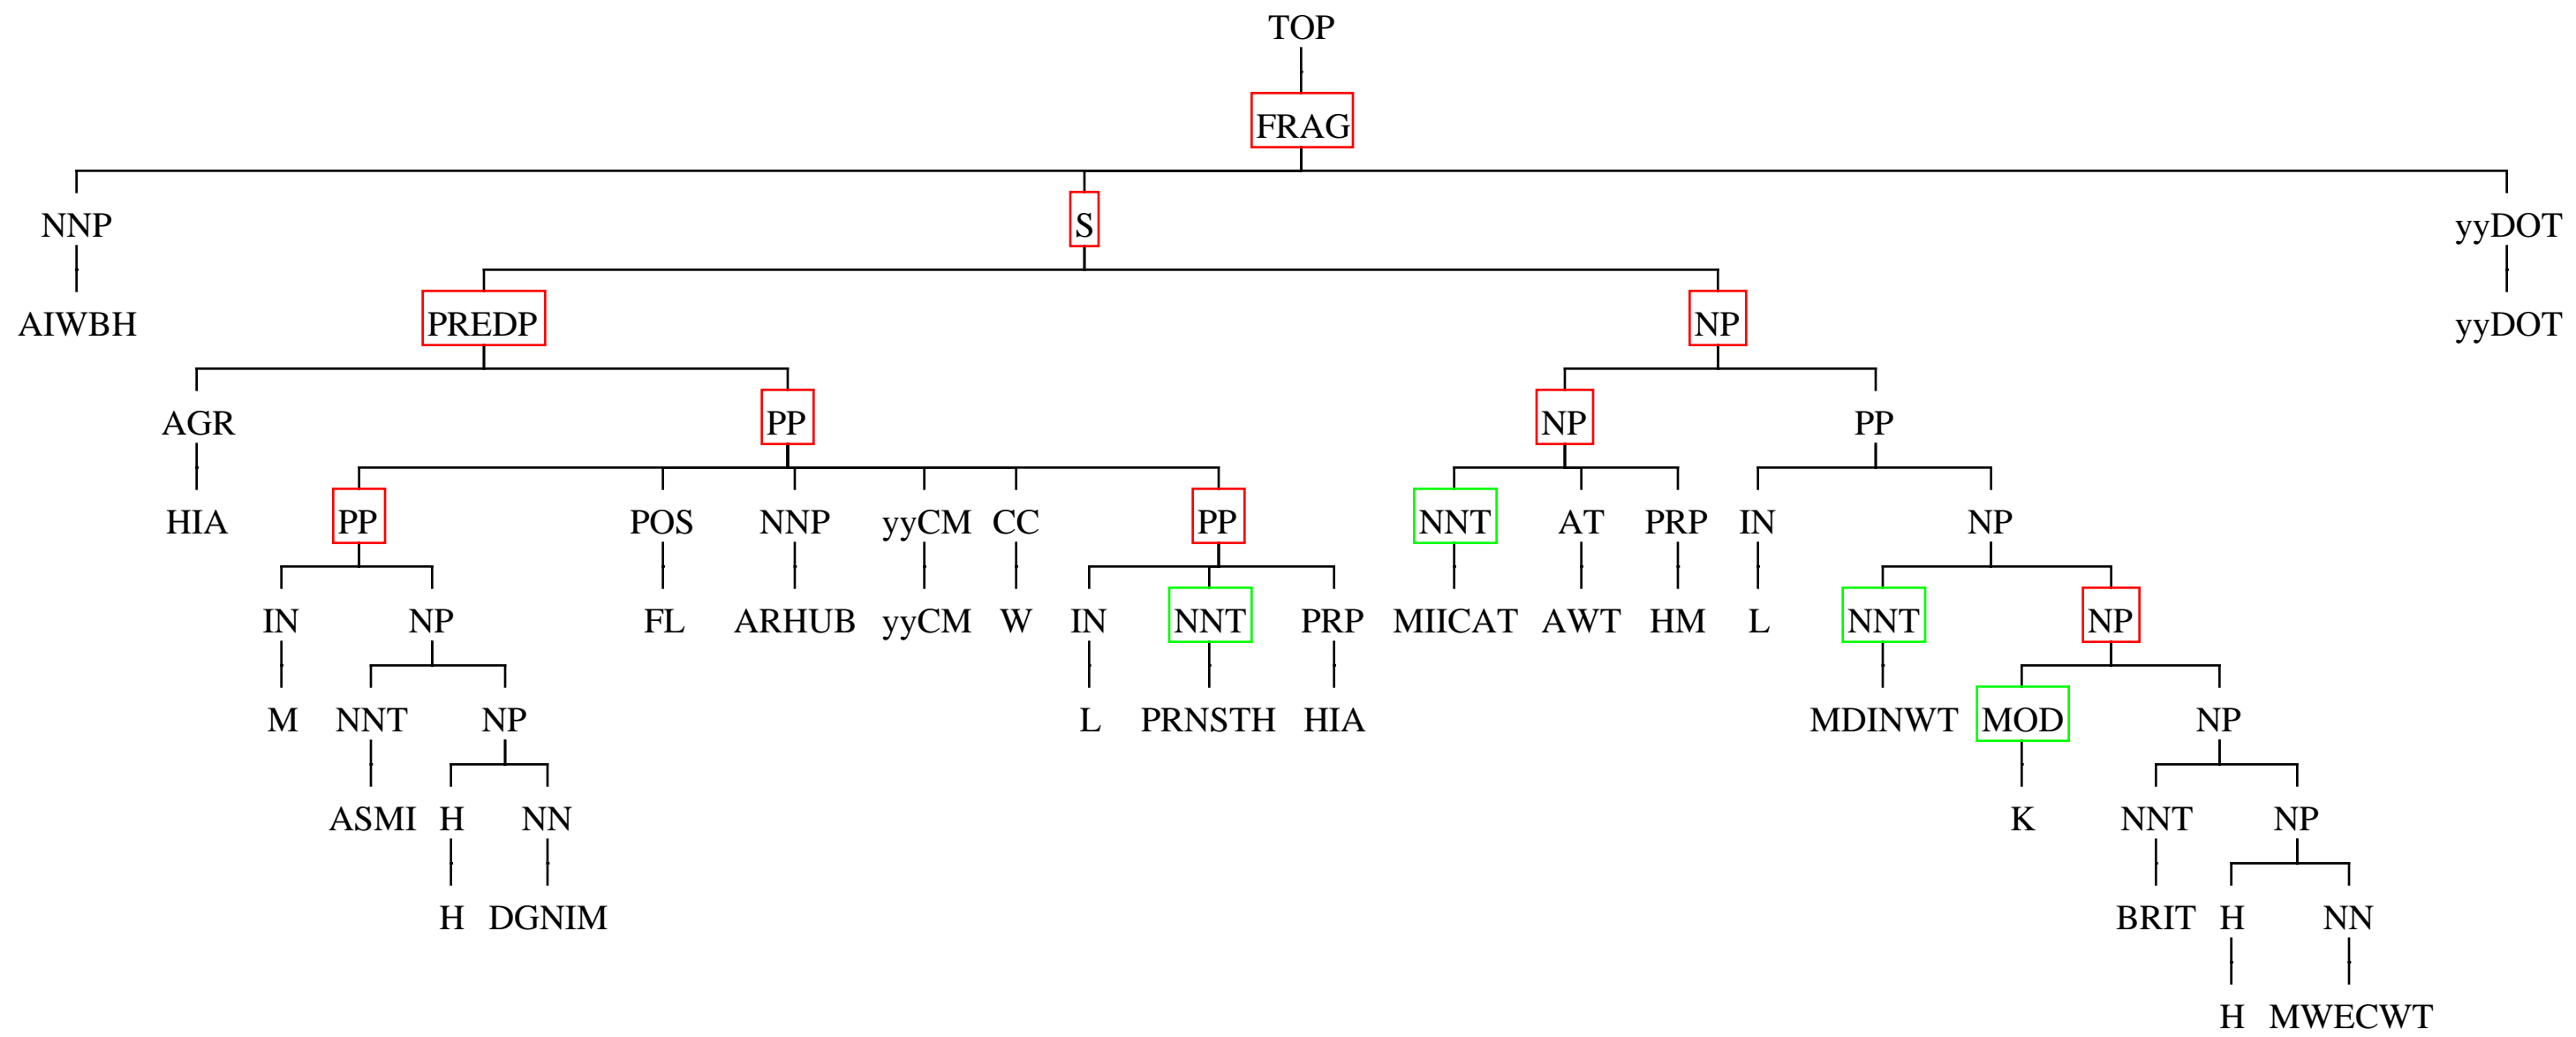 TOP
FRAG
NNP S yyDOT
AIWBH PREDP NP yyDOT
AGR PP NP PP
HIA PP POS NNP yyCM CC PP NNT AT PRP IN NP
IN NP FL ARHUB yyCM W IN NNT PRP MIICAT AWT HM L NNT NP
M NNT NP L PRNSTH HIA MDINWT MOD NP
ASMI H NN K NNT NP
H DGNIM BRIT H NN
H MWECWT